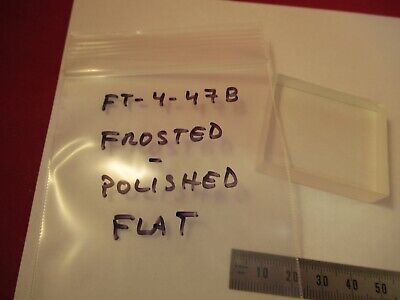 FT-4-47B
FROSTED
-
POLISHED
FLAT
10 20 30 40 50